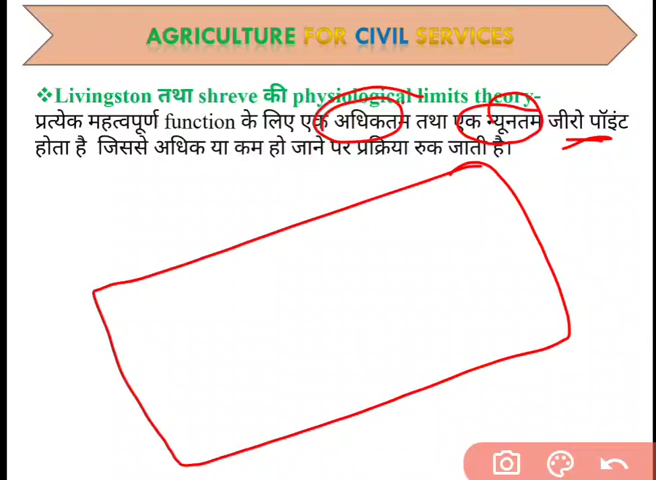 AGRICULTURE FOR CIVIL SERVICES
❖Livingston तथा shreve की physiological limits theory-
प्रत्येक महत्वपूर्ण function के लिए एक अधिकतम तथा एक न्यूनतम जीरो पॉइंट
होता है जिससे अधिक या कम हो जाने पर प्रक्रिया रुक जाती है।